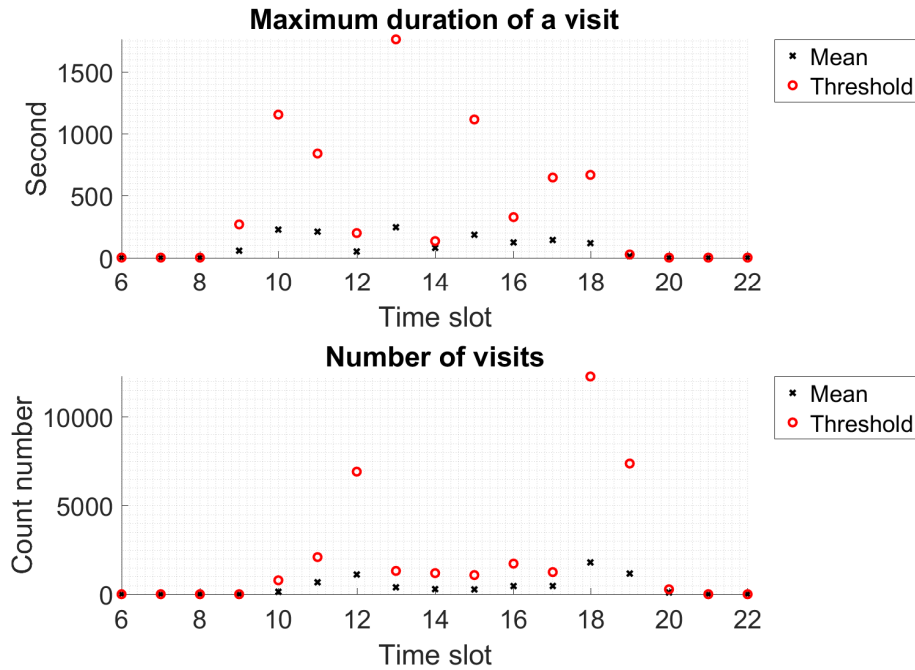 Maximum duration of a visit
1500
1000
500
0
Second
6 8 10 12 14 16 18 20 22
Time slot
Mean
Threshold
Number of visits
10000
5000
0
Count number
6 8 10 12 14 16 18 20 22
Time slot
Mean
Threshold